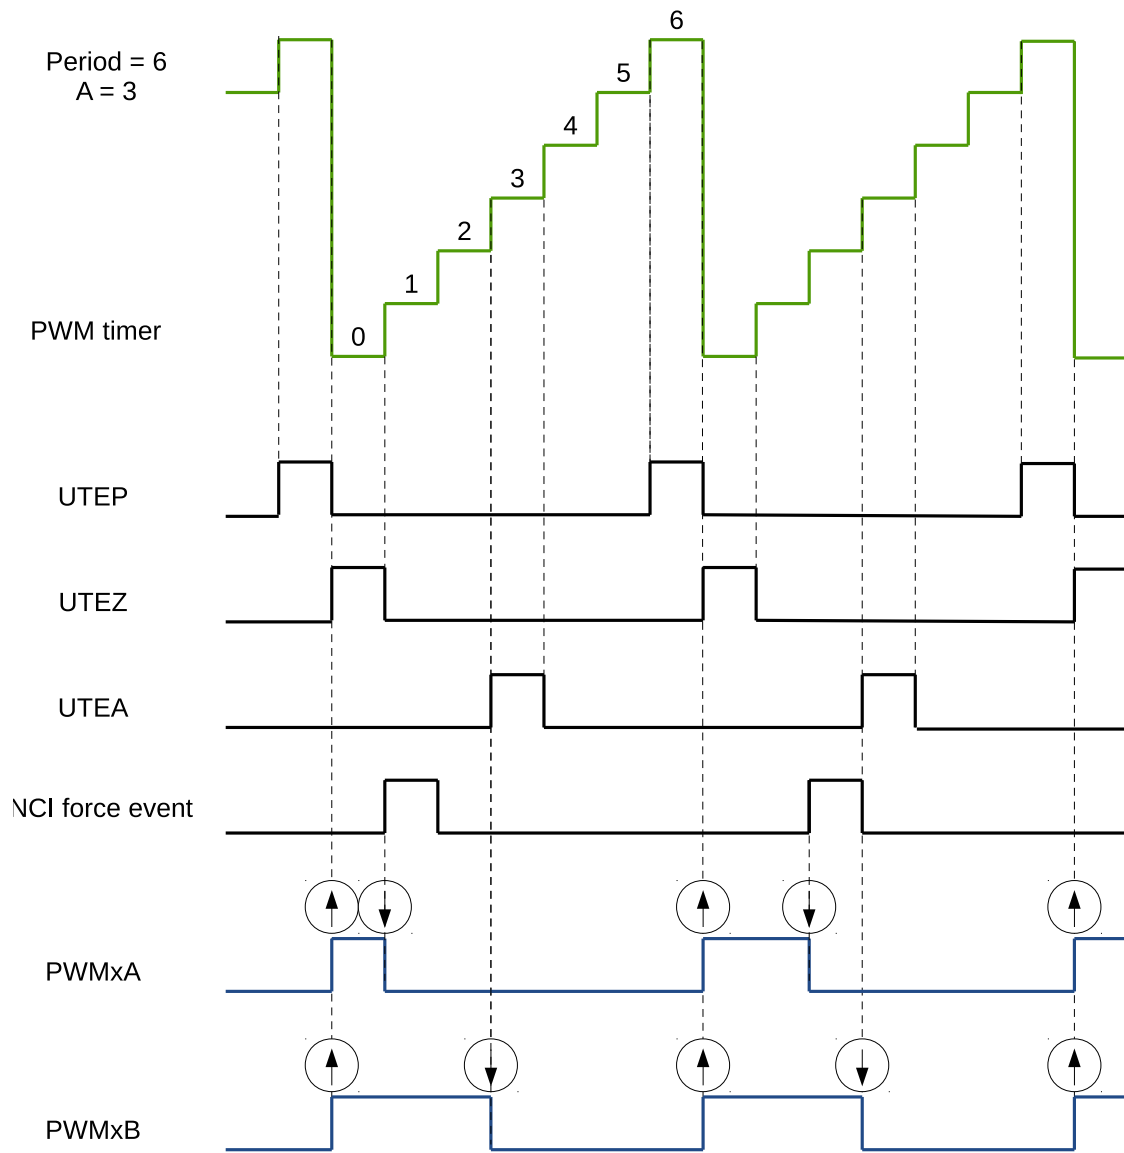 6
Period = 6
A = 3
5
4
3
2
1
0
PWM timer
UTEP
UTEZ
UTEA
NCI force event
PWMxA
PWMxB